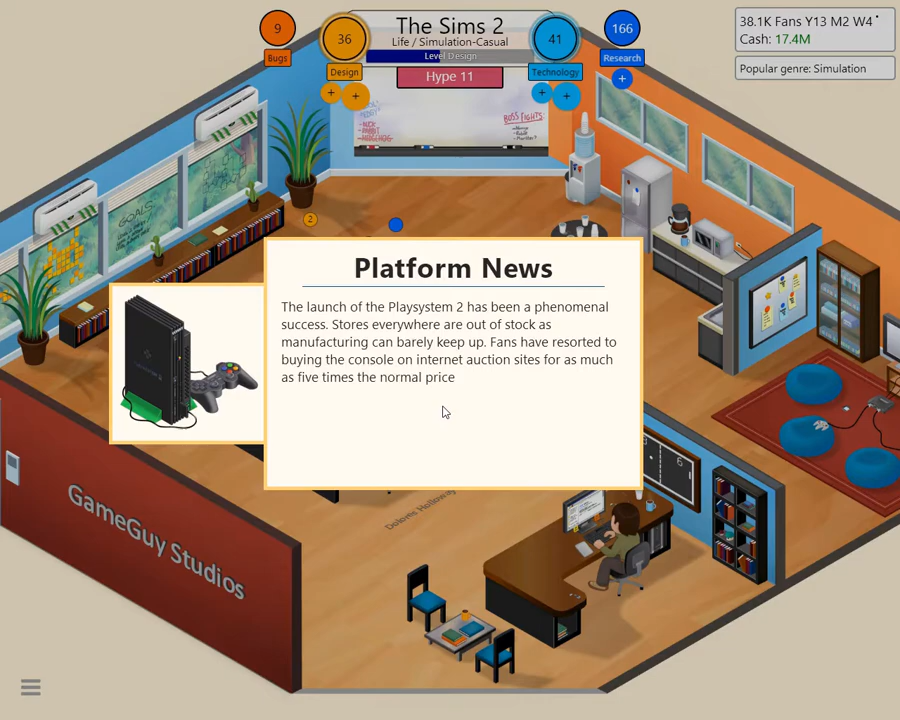 9
Bugs
36
Design
The Sims 2
Life / Simulation-Casual
Level Design
Hype 11
41
Technology
166
Research
38.1K Fans Y13 M2 W4
Cash: 17.4M
Popular genre: Simulation
BOSS FIGHTS
GOALS
2
Platform News
The launch of the Playsystem 2 has been a phenomenal
success. Stores everywhere are out of stock as
manufacturing can barely keep up. Fans have resorted to
buying the console on internet auction sites for as much
as five times the normal price
6
GameGuy Studios
Delores Holloway